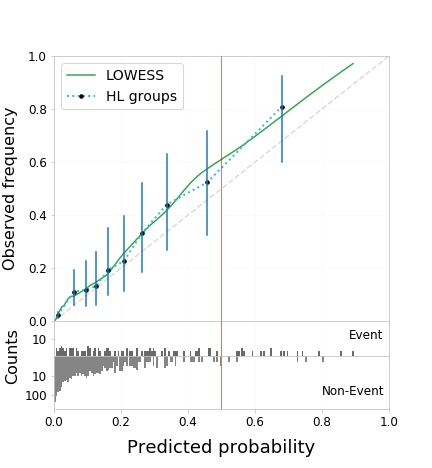 1.0
LOWESS
HL groups
0.8
0.6
0.4
0.2
0.0
Observed frequency
10
Event
Counts
10
Non-Event
100
0.0 0.2 0.4 0.6 0.8 1.0
Predicted probability